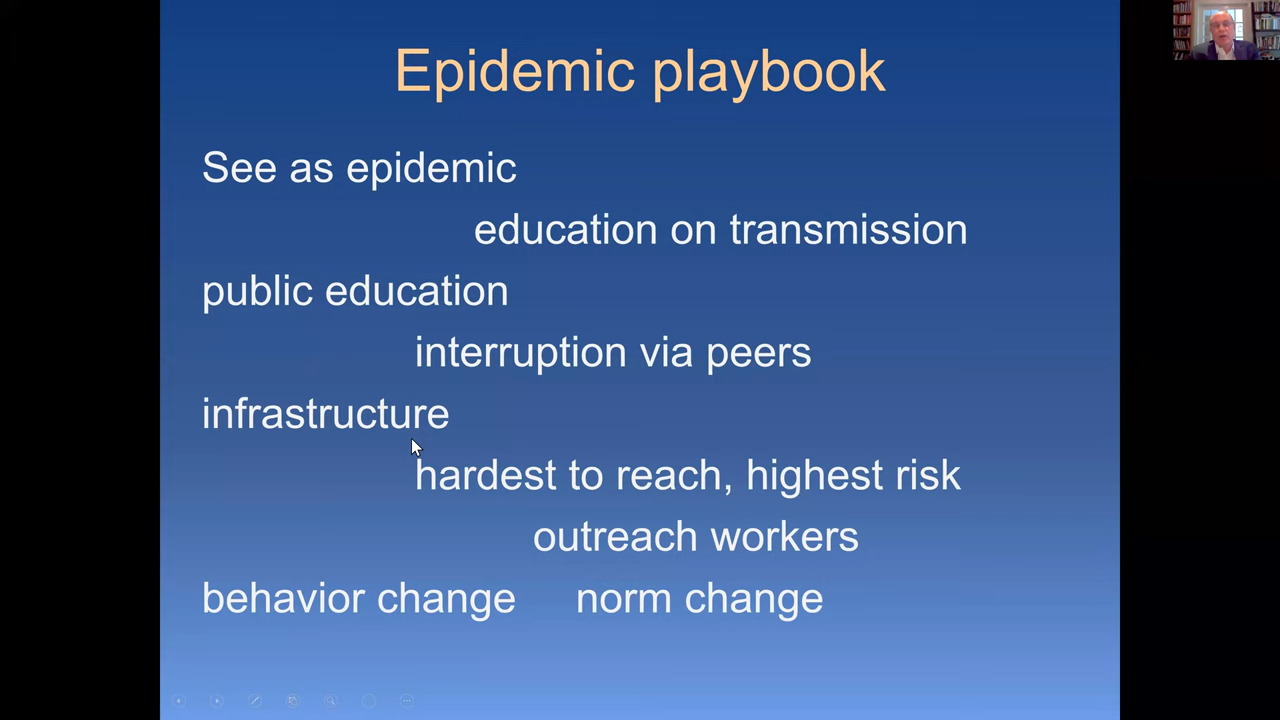 Epidemic playbook
See as epidemic
education on transmission
public education
interruption via peers
infrastructure
hardest to reach, highest risk
outreach workers
behavior change norm change